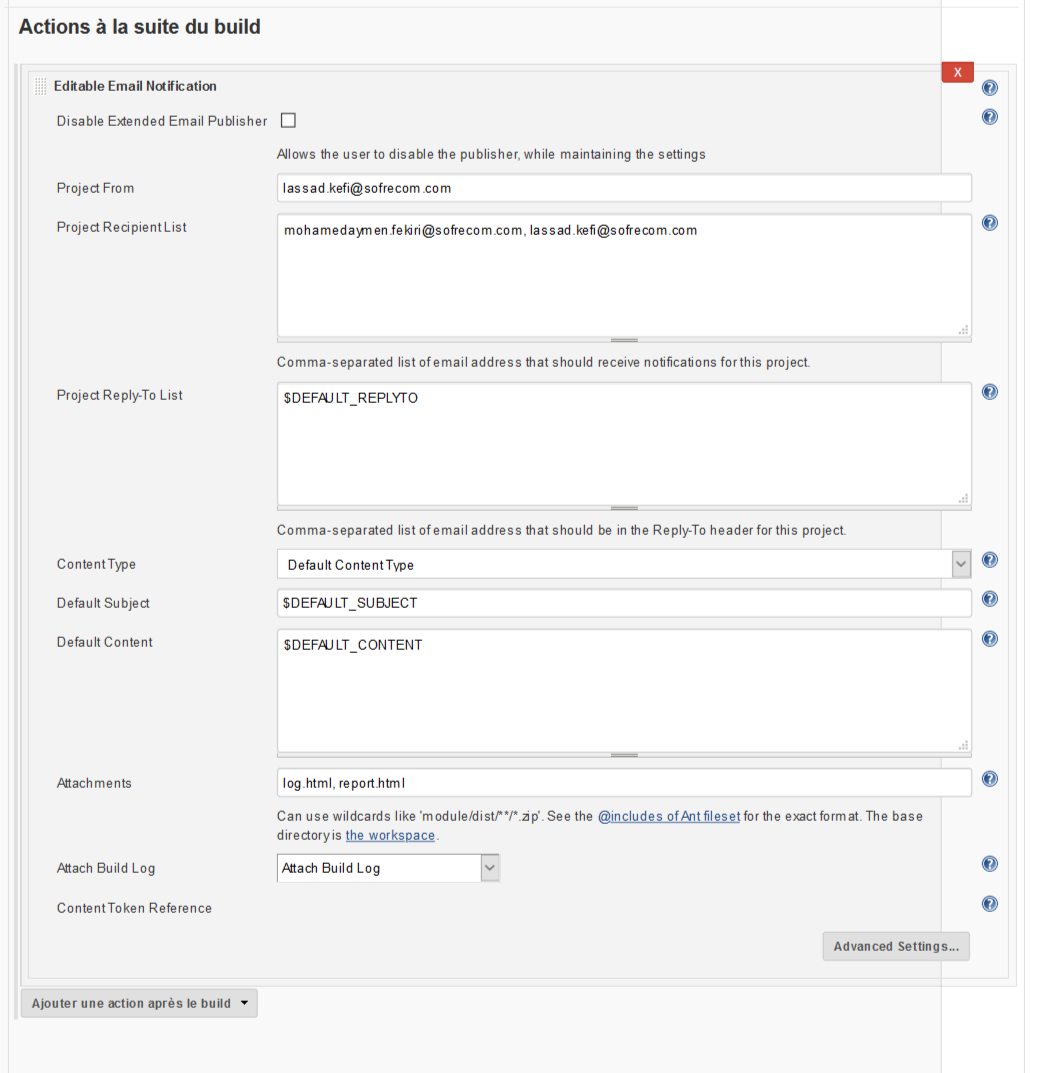 Actions à la suite du build
X
Editable Email Notification
Disable Extended Email Publisher
Allows the user to disable the publisher, while maintaining the settings
Project From
lassad.kefi@sofrecom.com
Project Recipient List
mohamedaymen.fekiri@sofrecom.com, lassad.kefi@sofrecom.com
Comma-separated list of email address that should receive notifications for this project.
Project Reply-To List
$DEFAULT_REPLYTO
Comma-separated list of email address that should be in the Reply-To header for this project.
Content Type
Default Content Type
Default Subject
$DEFAULT_SUBJECT
Default Content
$DEFAULT_CONTENT
Attachments
log.html, report.html
Can use wildcards like 'module/dist/**/*.zip'. See the @includes of Ant fileset for the exact format. The base
directory is the workspace.
Attach Build Log
Attach Build Log
Content Token Reference
Advanced Settings...
Ajouter une action après le build